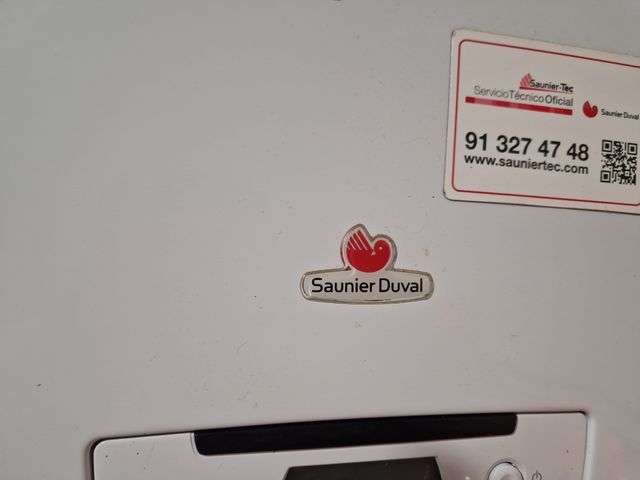 Saunier-Tec
Servicio Técnico Oficial
Saunier Duval
91 327 47 48
www.sauniertec.com
Saunier Duval